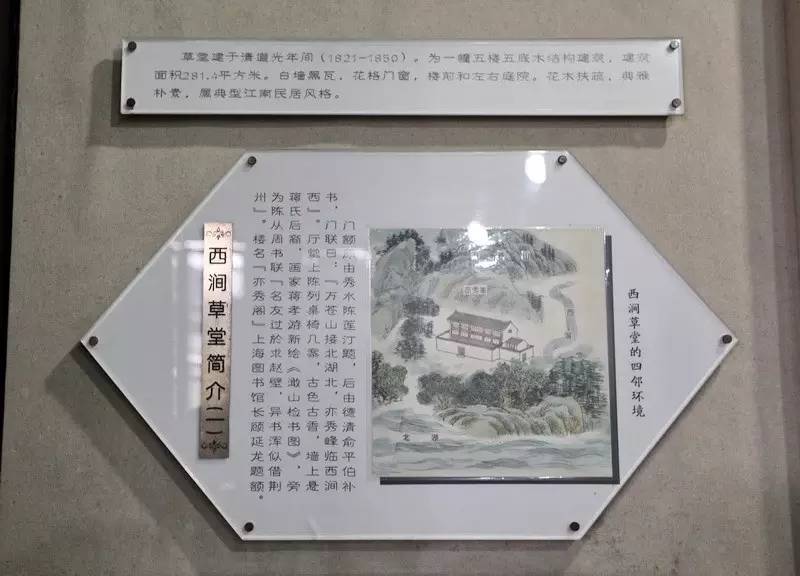 草堂建于清道光年间（1821-1850）。为一幢五楼五底木结构建筑，建筑
面积281.4平方米。白墙黑瓦，花格门窗，楼前和左右庭院。花木扶疏，典雅
朴素，属典型江南民居风格。
西涧草堂的四邻环境
北湖
门额原由秀水陈莲汀题，后由德清俞平伯补
书，门联曰：『万苍山接北湖北，亦秀峰临西涧
西』。厅堂上陈列桌椅几案，古色古香，墙上是
蒋氏后裔，画家蒋孝游新绘《澉山检书图》，旁
为陈从周书联『名友过於求赵璧，异书浑似借荆
州』。楼名『亦秀阁』上海图书馆长顾延龙题额。
西涧草堂简介（二）